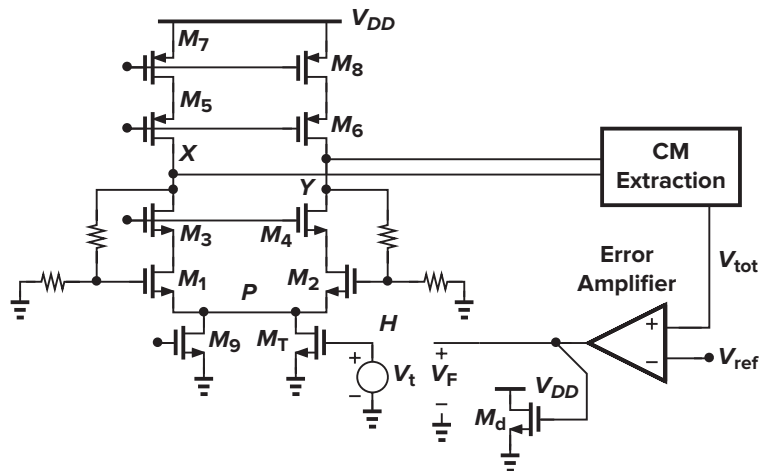 V_DD
M_7
M_8
M_5
M_6
X
CM
Extraction
Y
M_3
M_4
Error
Amplifier
V_tot
M_1
M_2
P
H
+
M_9
M_T
+
V_t
−
+
V_F
−
−
V_ref
V_DD
M_d